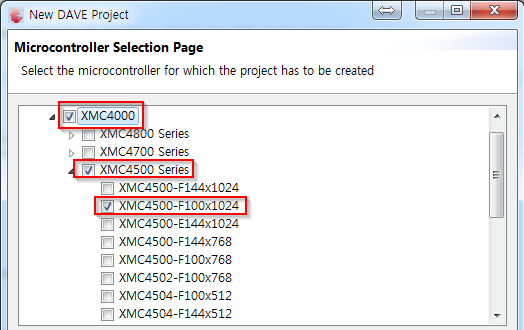 New DAVE Project
Microcontroller Selection Page
Select the microcontroller for which the project has to be created
XMC4000
XMC4800 Series
XMC4700 Series
XMC4500 Series
XMC4500-F144x1024
XMC4500-F100x1024
XMC4500-E144x1024
XMC4500-F144x768
XMC4500-F100x768
XMC4502-F100x768
XMC4504-F100x512
XMC4504-F144x512